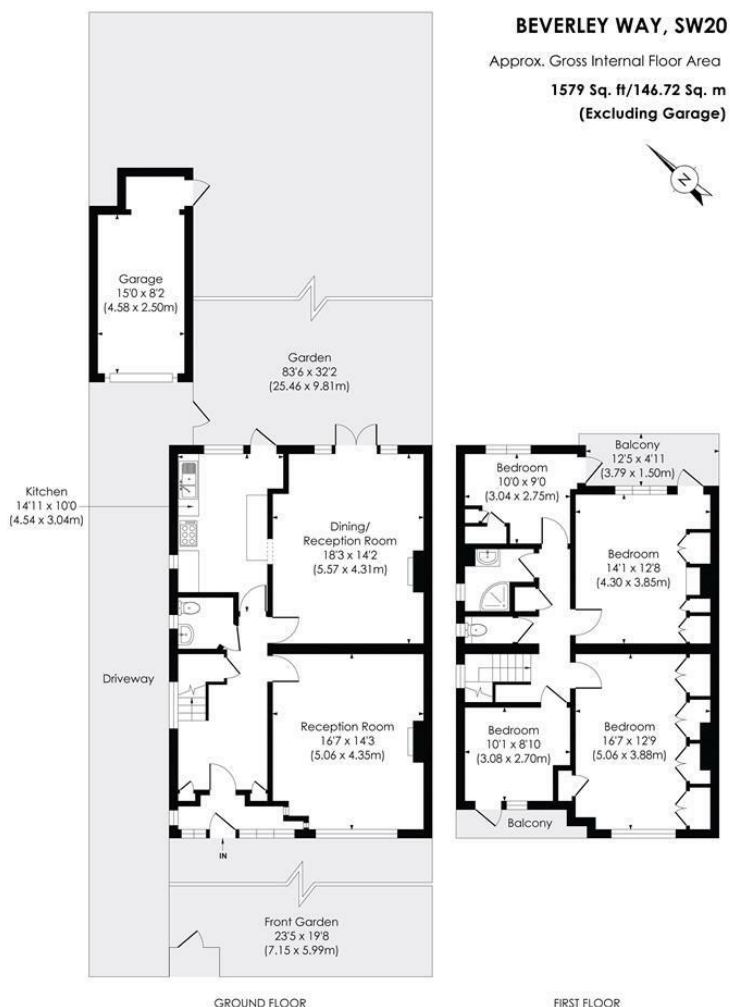 BEVERLEY WAY, SW20
Approx. Gross Internal Floor Area
1579 Sq. ft/146.72 Sq. m
(Excluding Garage)
N
Garage
15'0 x 8'2
(4.58 x 2.50m)
Garden
83'6 x 32'2
(25.46 x 9.81m)
Kitchen
14'11 x 10'0
(4.54 x 3.04m)
Dining/
Reception Room
18'3 x 14'2
(5.57 x 4.31m)
Driveway
Reception Room
16'7 x 14'3
(5.06 x 4.35m)
IN
Front Garden
23'5 x 19'8
(7.15 x 5.99m)
GROUND FLOOR
Balcony
12'5 x 4'11
(3.79 x 1.50m)
Bedroom
10'0 x 9'0
(3.04 x 2.75m)
Bedroom
14'1 x 12'8
(4.30 x 3.85m)
Bedroom
10'1 x 8'10
(3.08 x 2.70m)
Bedroom
16'7 x 12'9
(5.06 x 3.88m)
Balcony
FIRST FLOOR